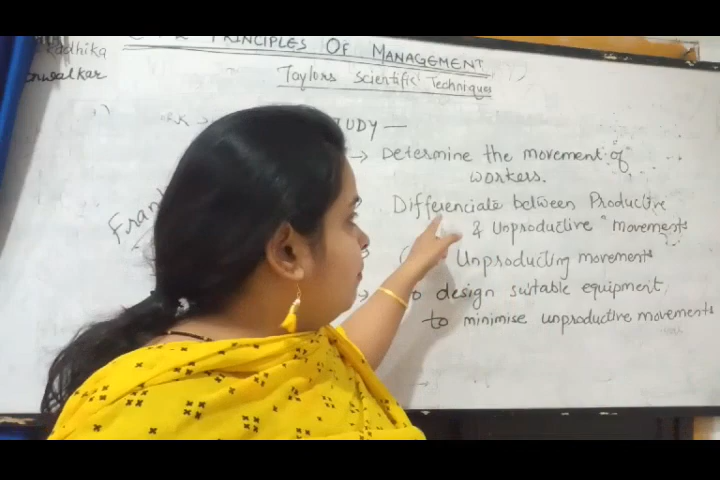 PRINCIPLES OF MANAGEMENT
Radhika
Taylors Scientific Techniques
STUDY —
→ Determine the movement of
workers.
Differenciate between Productive
& Unproductive movements
Unproducting movements
design suitable equipment
to minimise unproductive movements